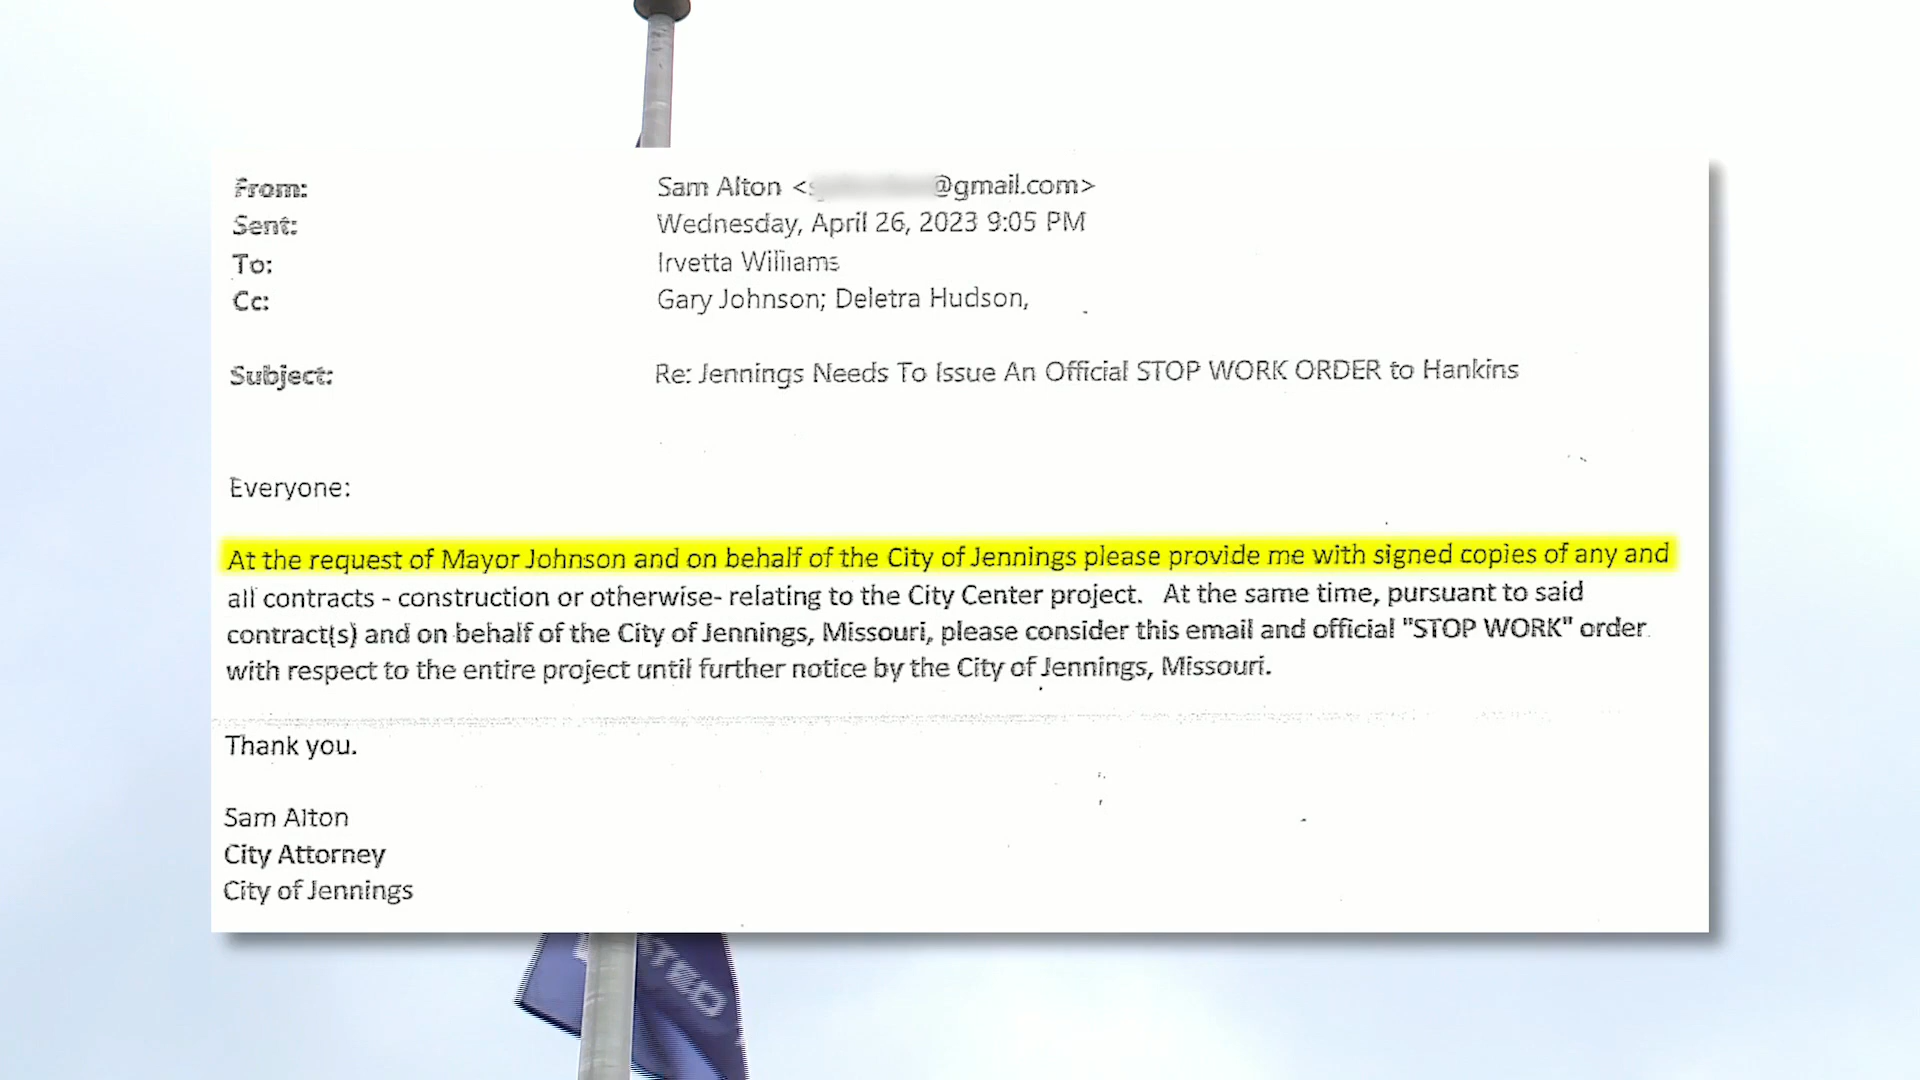 From: Sam Alton < @gmail.com>
Sent: Wednesday, April 26, 2023 9:05 PM
To: Irvetta Williams
Cc: Gary Johnson; Deletra Hudson,
Subject: Re: Jennings Needs To Issue An Official STOP WORK ORDER to Hankins
Everyone:
At the request of Mayor Johnson and on behalf of the City of Jennings please provide me with signed copies of any and
all contracts - construction or otherwise- relating to the City Center project. At the same time, pursuant to said
contract(s) and on behalf of the City of Jennings, Missouri, please consider this email and official "STOP WORK" order
with respect to the entire project until further notice by the City of Jennings, Missouri.
Thank you.
Sam Alton
City Attorney
City of Jennings